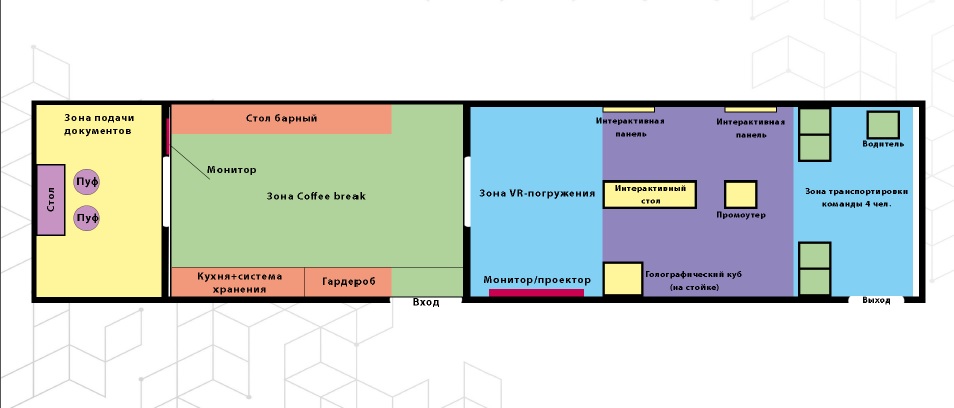 Зона подачи
документов
Стол
Пуф
Пуф
Стол барный
Монитор
Зона Coffee break
Кухня+система
хранения
Гардероб
Вход
Зона VR-погружения
Монитор/проектор
Интерактивная
панель
Интерактивная
панель
Интерактивный
стол
Промоутер
Голографический куб
(на стойке)
Водитель
Зона транспортировки
команды 4 чел.
Выход